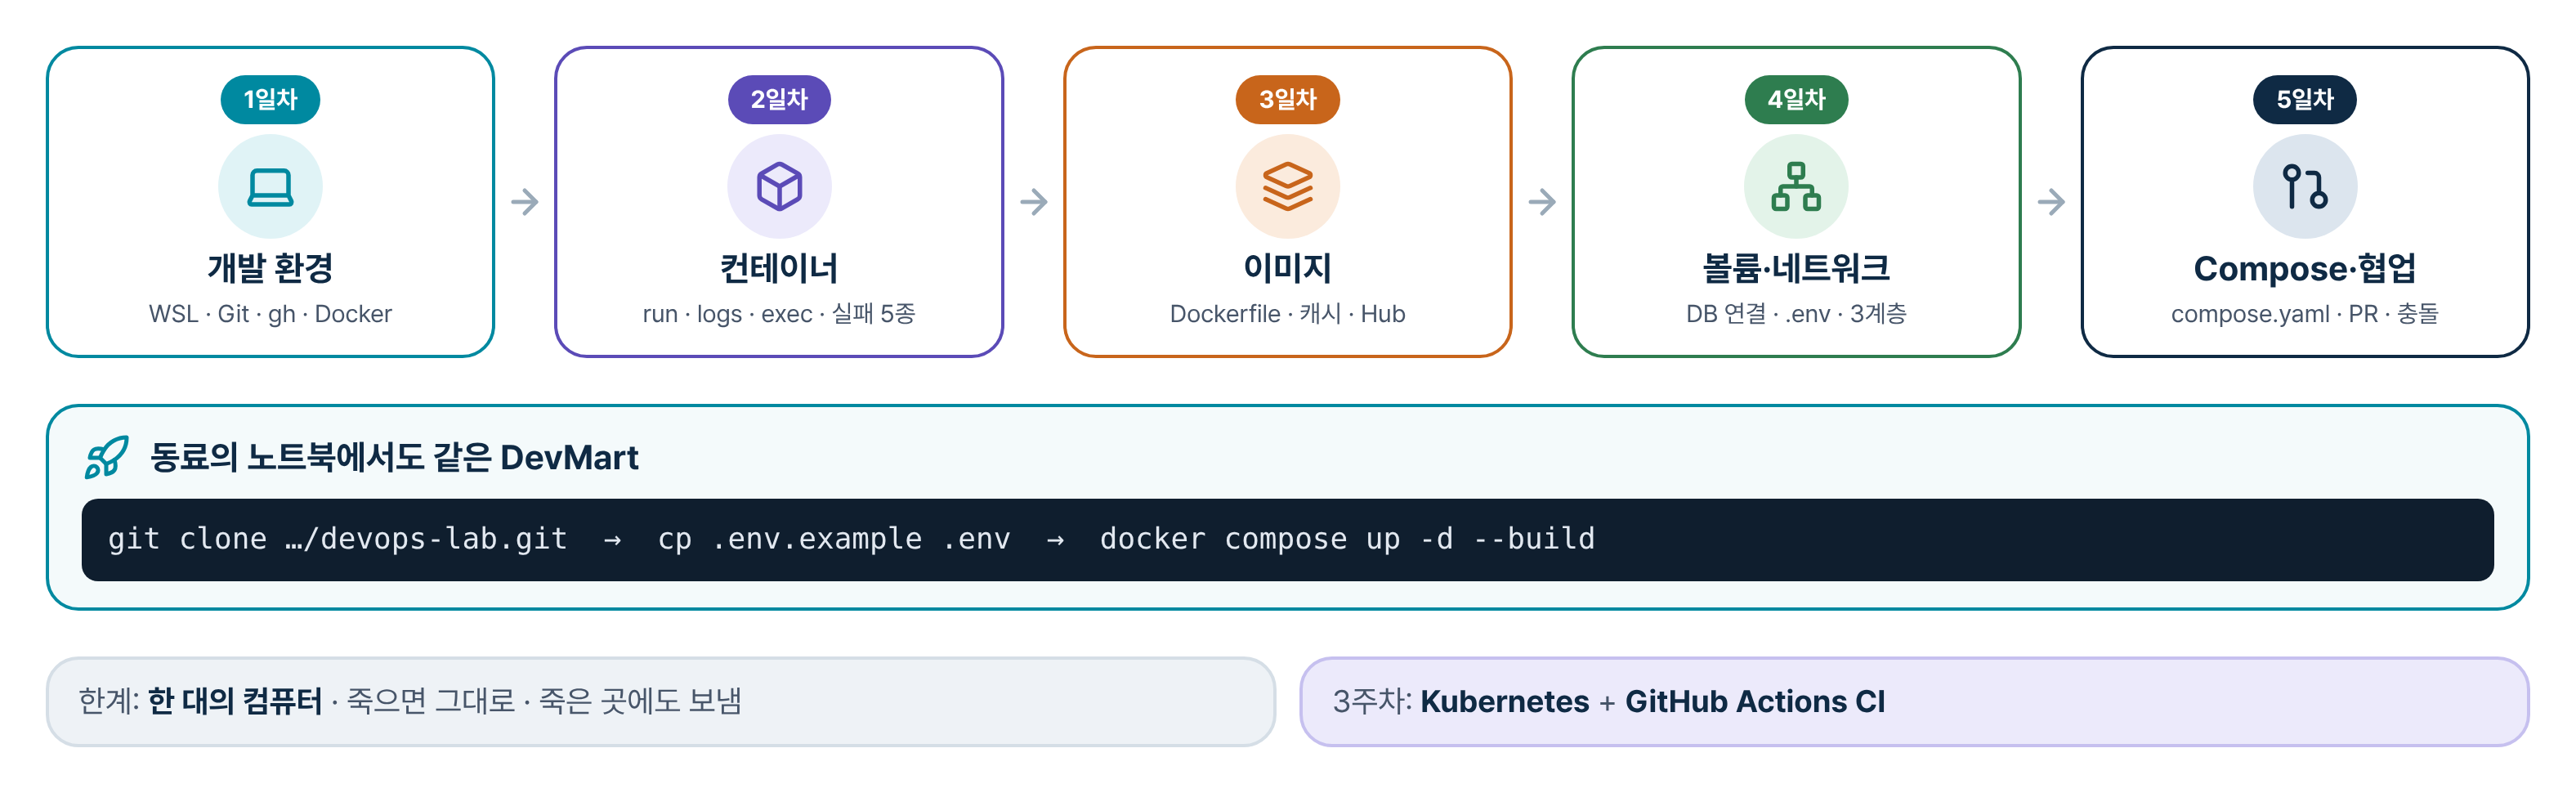 1일차
개발 환경
WSL · Git · gh · Docker
2일차
컨테이너
run · logs · exec · 실패 5종
3일차
이미지
Dockerfile · 캐시 · Hub
4일차
볼륨·네트워크
DB 연결 · .env · 3계층
5일차
Compose·협업
compose.yaml · PR · 충돌
동료의 노트북에서도 같은 DevMart
git clone …/devops-lab.git → cp .env.example .env → docker compose up -d --build
한계: 한 대의 컴퓨터 · 죽으면 그대로 · 죽은 곳에도 보냄
3주차: Kubernetes + GitHub Actions CI